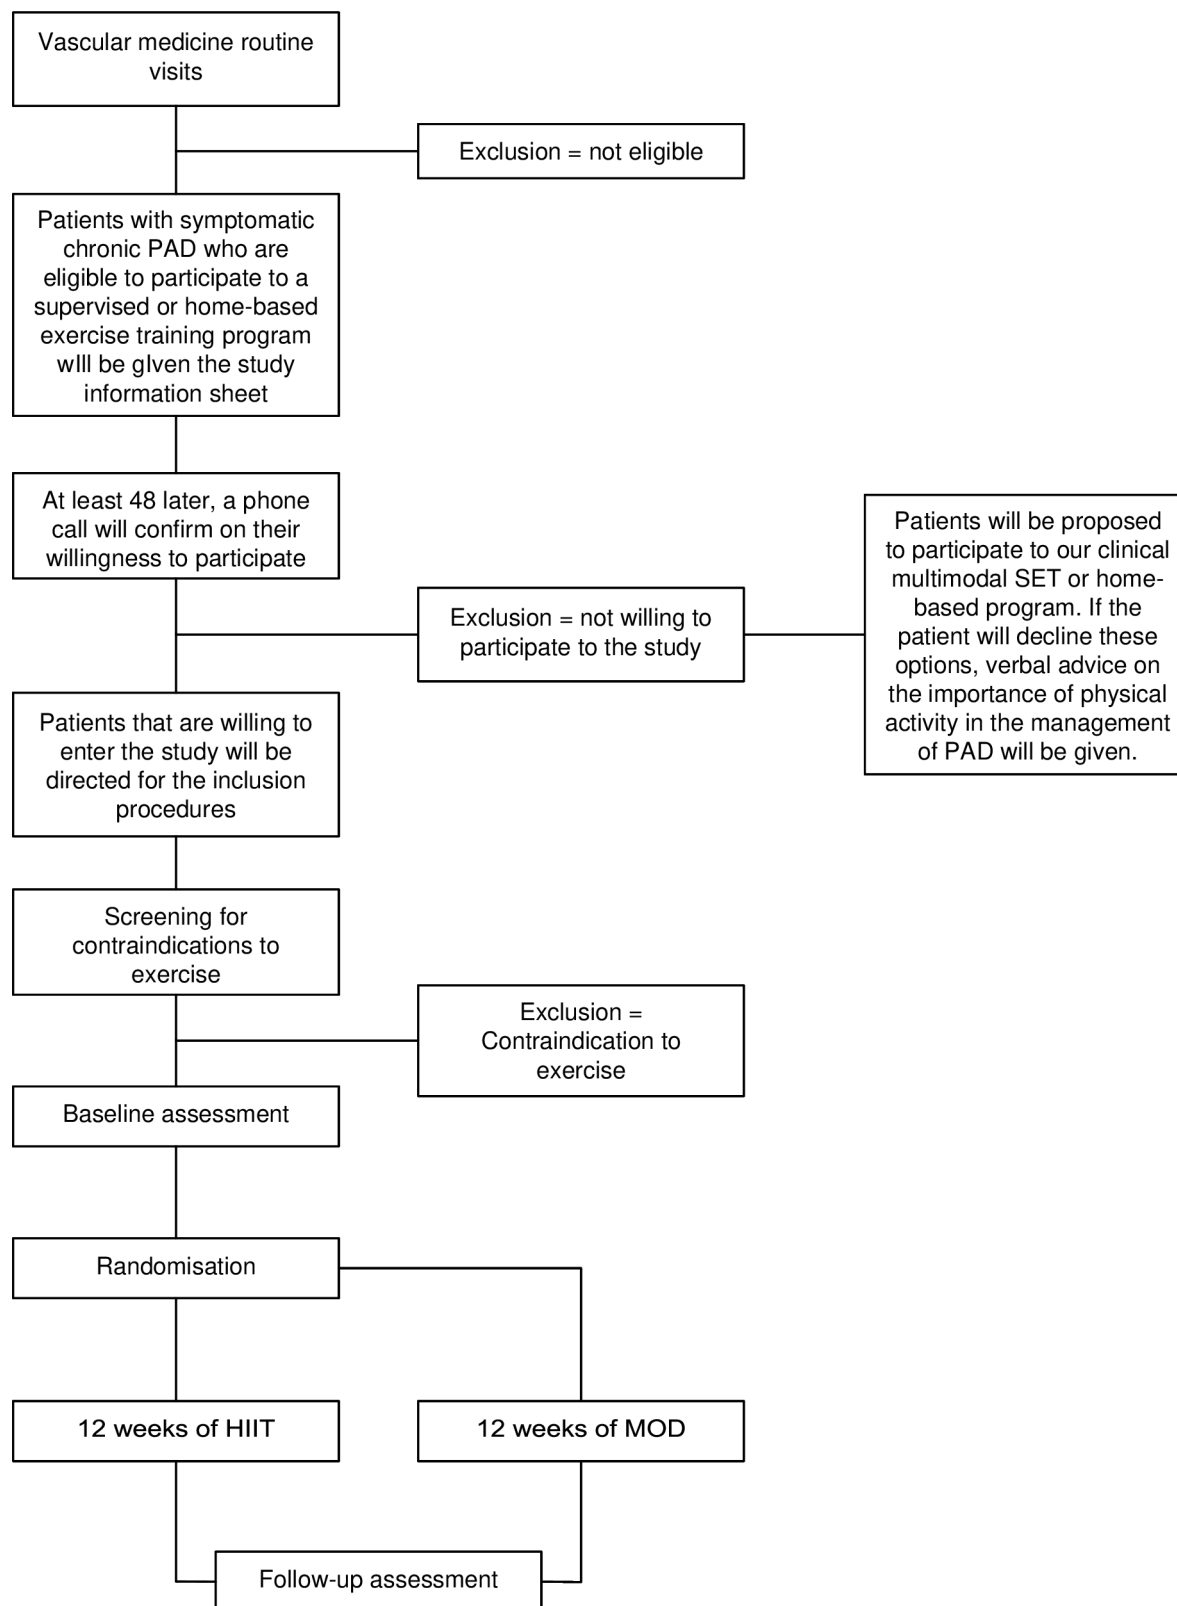 Vascular medicine routine
visits
Exclusion = not eligible
Patients with symptomatic
chronic PAD who are
eligible to participate to a
supervised or home-based
exercise training program
wIll be gIven the study
information sheet
At least 48 later, a phone
call will confirm on their
willingness to participate
Exclusion = not willing to
participate to the study
Patients will be proposed
to participate to our clinical
multimodal SET or home-
based program. If the
patient will decline these
options, verbal advice on
the importance of physical
activity in the management
of PAD will be given.
Patients that are willing to
enter the study will be
directed for the inclusion
procedures
Screening for
contraindications to
exercise
Exclusion =
Contraindication to
exercise
Baseline assessment
Randomisation
12 weeks of HIIT
12 weeks of MOD
Follow-up assessment